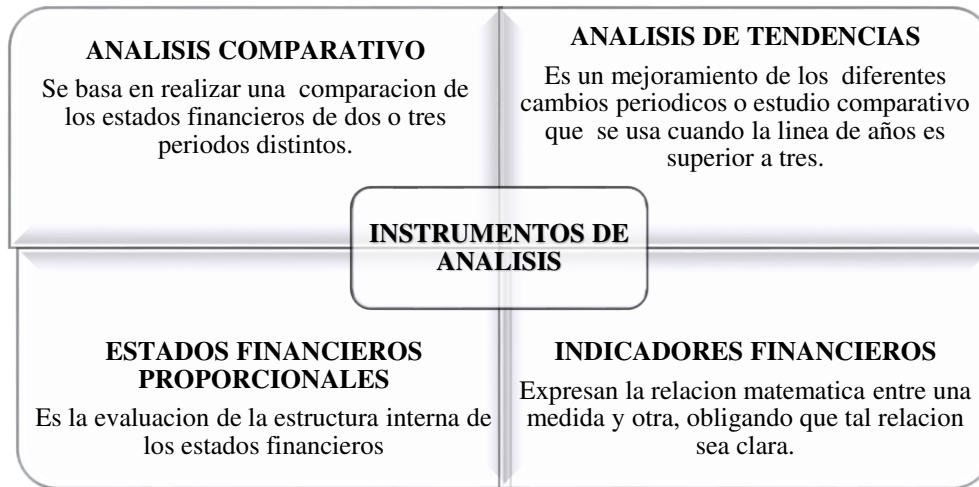 ANALISIS COMPARATIVO
Se basa en realizar una comparacion de
los estados financieros de dos o tres
periodos distintos.
ANALISIS DE TENDENCIAS
Es un mejoramiento de los diferentes
cambios periodicos o estudio comparativo
que se usa cuando la linea de años es
superior a tres.
INSTRUMENTOS DE
ANALISIS
ESTADOS FINANCIEROS
PROPORCIONALES
Es la evaluacion de la estructura interna de
los estados financieros
INDICADORES FINANCIEROS
Expresan la relacion matematica entre una
medida y otra, obligando que tal relacion
sea clara.